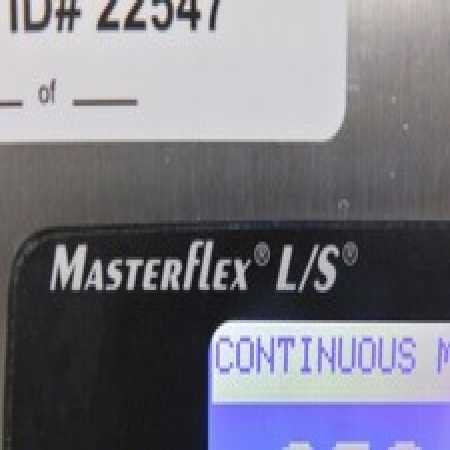 ID# 22547
of
MASTERFLEX® L/S®
CONTINUOUS M